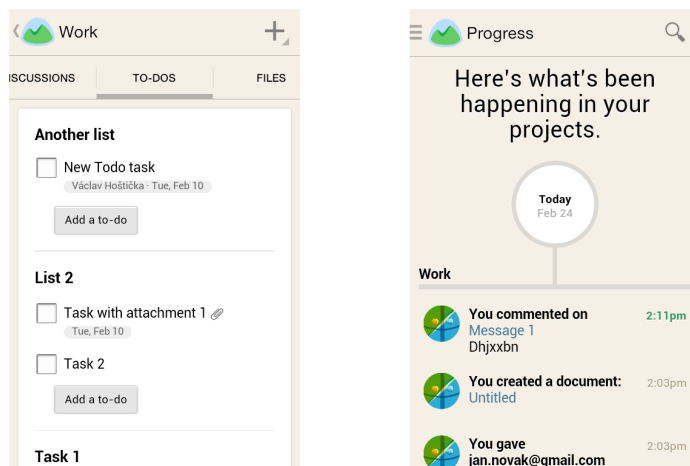 Work
ISCUSSIONS
TO-DOS
FILES
Another list
New Todo task
Václav Hoštička - Tue, Feb 10
Add a to-do
List 2
Task with attachment 1
Tue, Feb 10
Task 2
Add a to-do
Task 1
Progress
Here's what's been
happening in your
projects.
Today
Feb 24
Work
You commented on
2:11pm
Message 1
Dhjxxbn
You created a document:
2:03pm
Untitled
You gave
2:03pm
jan.novak@gmail.com